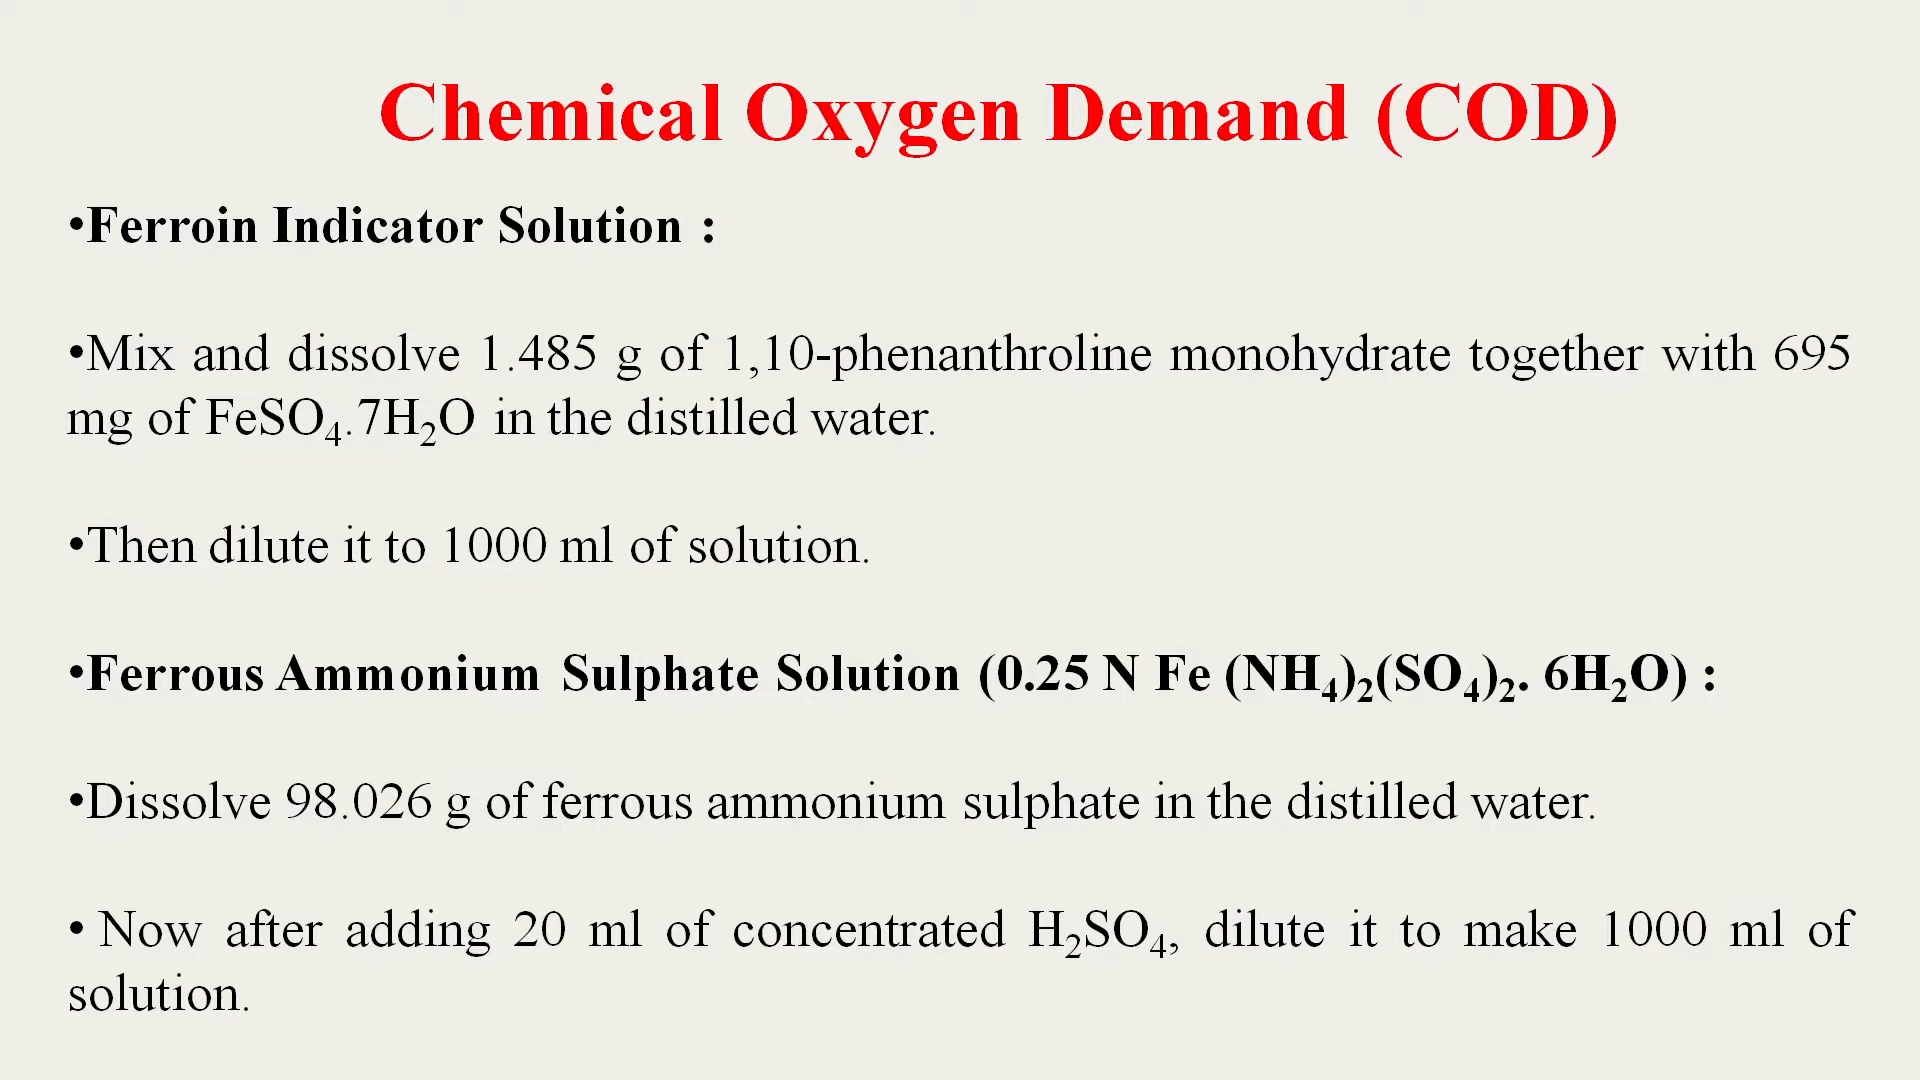 Chemical Oxygen Demand (COD)
•Ferroin Indicator Solution :
•Mix and dissolve 1.485 g of 1,10-phenanthroline monohydrate together with 695
mg of FeSO₄.7H₂O in the distilled water.
•Then dilute it to 1000 ml of solution.
•Ferrous Ammonium Sulphate Solution (0.25 N Fe (NH₄)₂(SO₄)₂. 6H₂O) :
•Dissolve 98.026 g of ferrous ammonium sulphate in the distilled water.
• Now after adding 20 ml of concentrated H₂SO₄, dilute it to make 1000 ml of
solution.